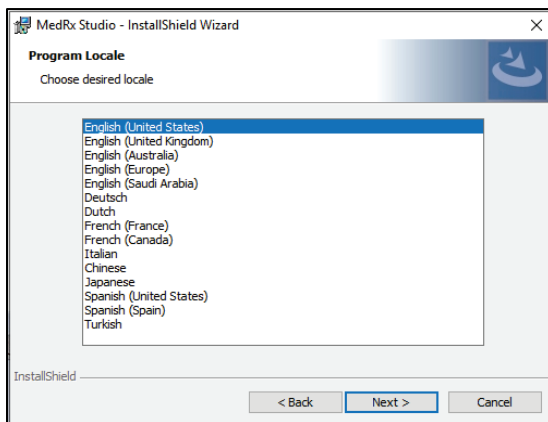 MedRx Studio - InstallShield Wizard
Program Locale
Choose desired locale
English (United States)
English (United Kingdom)
English (Australia)
English (Europe)
English (Saudi Arabia)
Deutsch
Dutch
French (France)
French (Canada)
Italian
Chinese
Japanese
Spanish (United States)
Spanish (Spain)
Turkish
InstallShield
< Back Next > Cancel